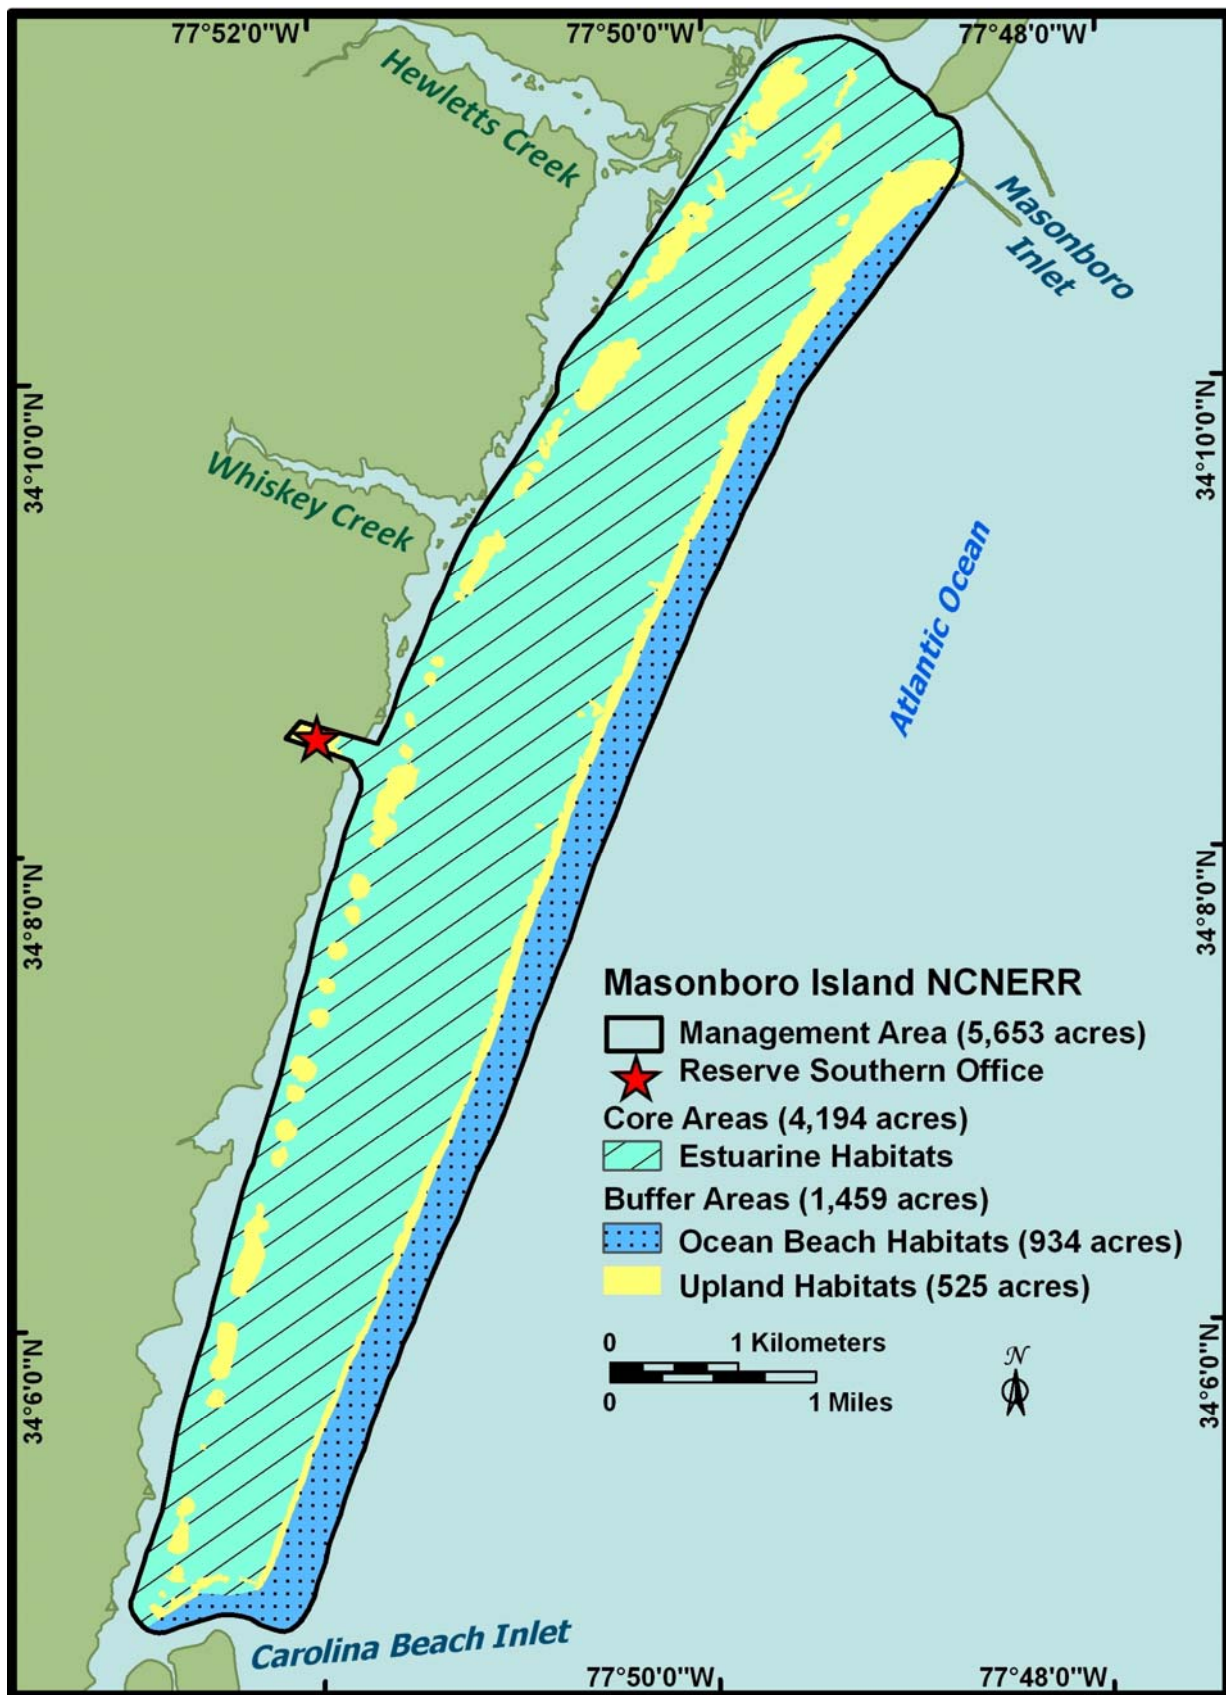 77°52'0"W
77°50'0"W
77°48'0"W
Hewletts Creek
Masonboro
Inlet
34°10'0"N
34°10'0"N
Whiskey Creek
Atlantic Ocean
34°8'0"N
34°8'0"N
Masonboro Island NCNERR
Management Area (5,653 acres)
Reserve Southern Office
Core Areas (4,194 acres)
Estuarine Habitats
Buffer Areas (1,459 acres)
Ocean Beach Habitats (934 acres)
Upland Habitats (525 acres)
0 1 Kilometers
0 1 Miles
N
34°6'0"N
34°6'0"N
Carolina Beach Inlet
77°50'0"W
77°48'0"W